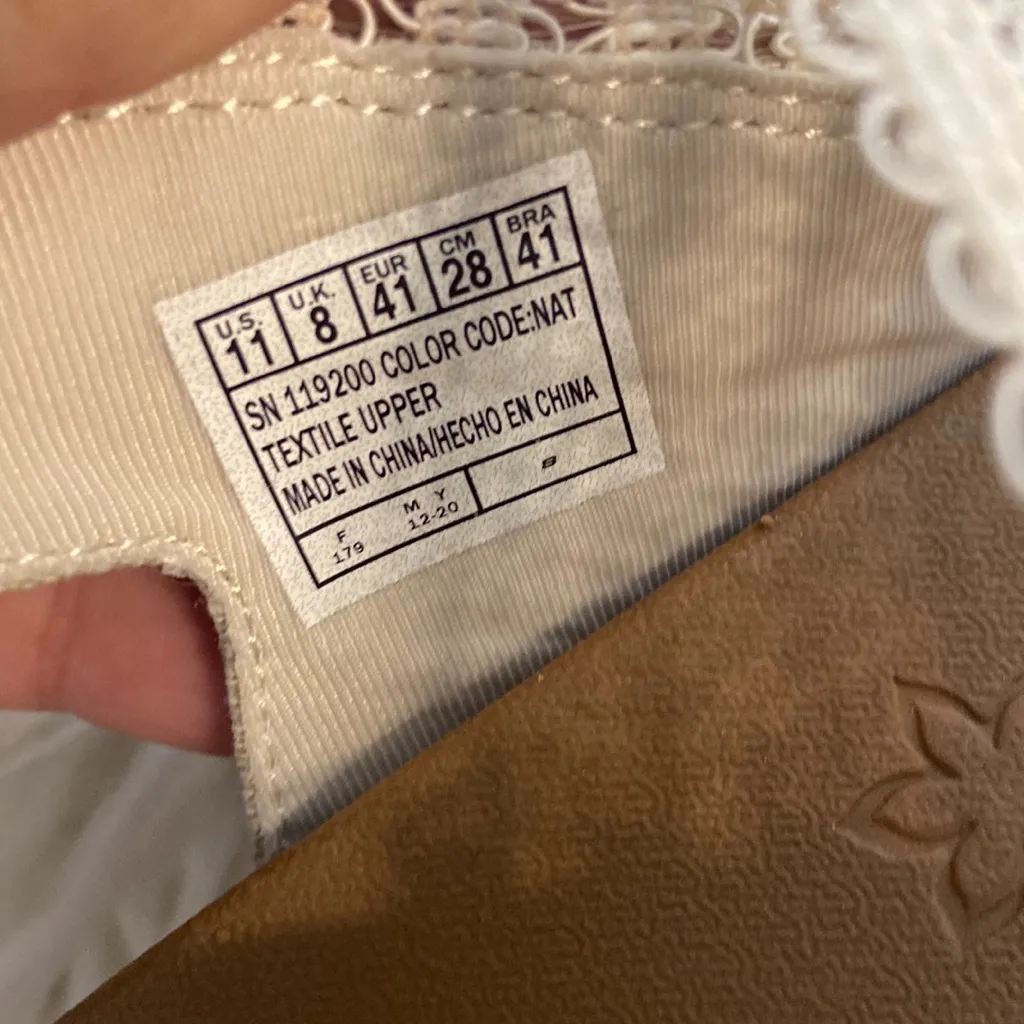 U.S. U.K. EUR CM BRA
11 8 41 28 41
SN 119200 COLOR CODE:NAT
TEXTILE UPPER
MADE IN CHINA/HECHO EN CHINA
F M Y
179 12-20